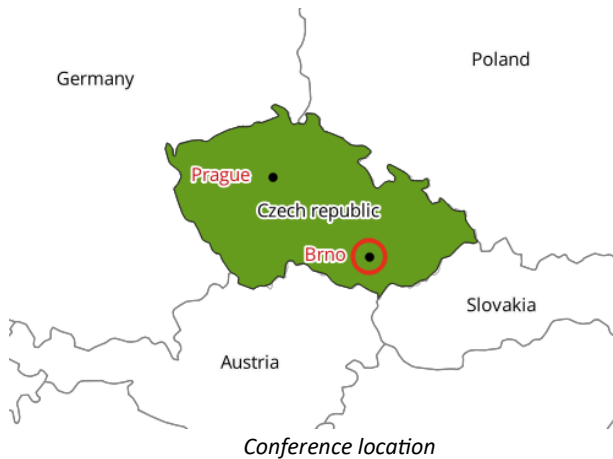 Poland
Germany
Prague
Czech republic
Brno
Slovakia
Austria
Conference location